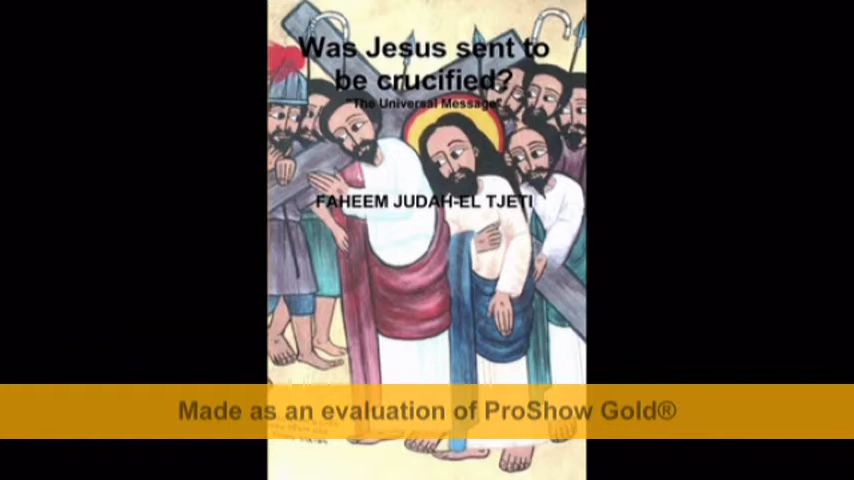 Was Jesus sent to
be crucified?
"The Universal Message"
FAHEEM JUDAH-EL TJETI
Made as an evaluation of ProShow Gold®